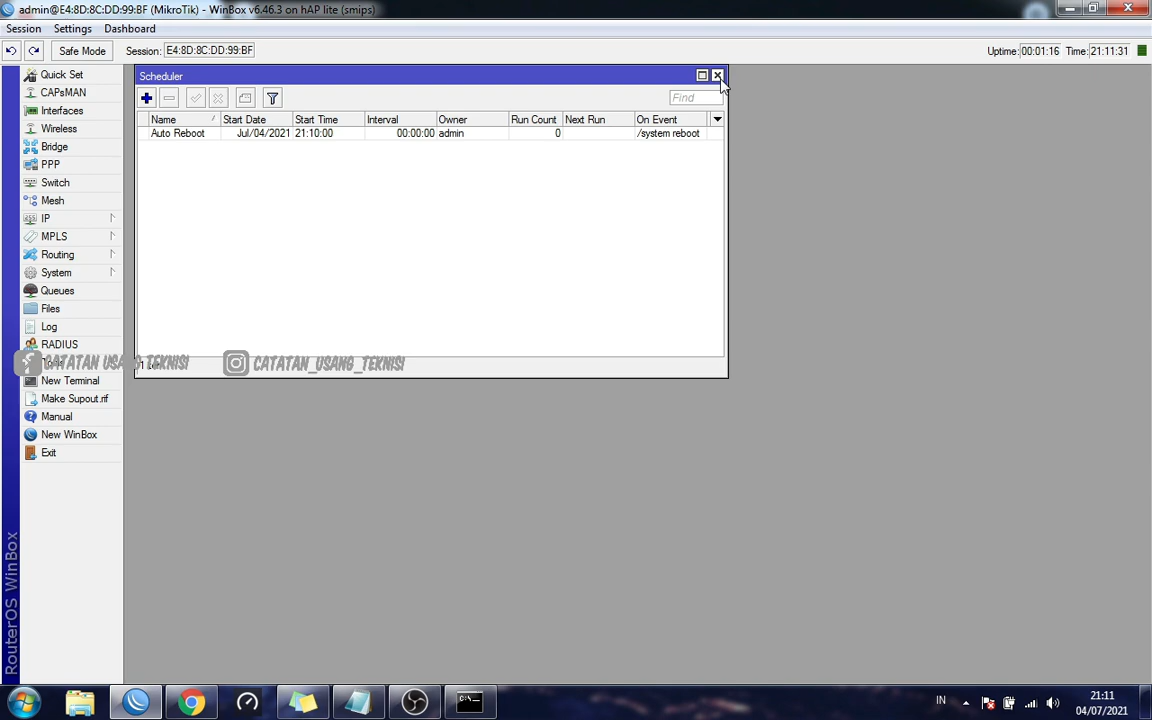 admin@E4:8D:8C:DD:99:BF (MikroTik) - WinBox v6.46.3 on hAP lite (smips)
Session Settings Dashboard
Safe Mode Session: E4:8D:8C:DD:99:BF Uptime: 00:01:16 Time: 21:11:31
Quick Set
CAPsMAN
Interfaces
Wireless
Bridge
PPP
Switch
Mesh
IP
MPLS
Routing
System
Queues
Files
Log
RADIUS
New Terminal
Make Supout.rif
Manual
New WinBox
Exit
RouterOS WinBox
Scheduler
Find
Name Start Date Start Time Interval Owner Run Count Next Run On Event
Auto Reboot Jul/04/2021 21:10:00 00:00:00 admin 0 /system reboot
CATATAN USANG TEKNISI CATATAN_USANG_TEKNISI
IN 21:11
04/07/2021